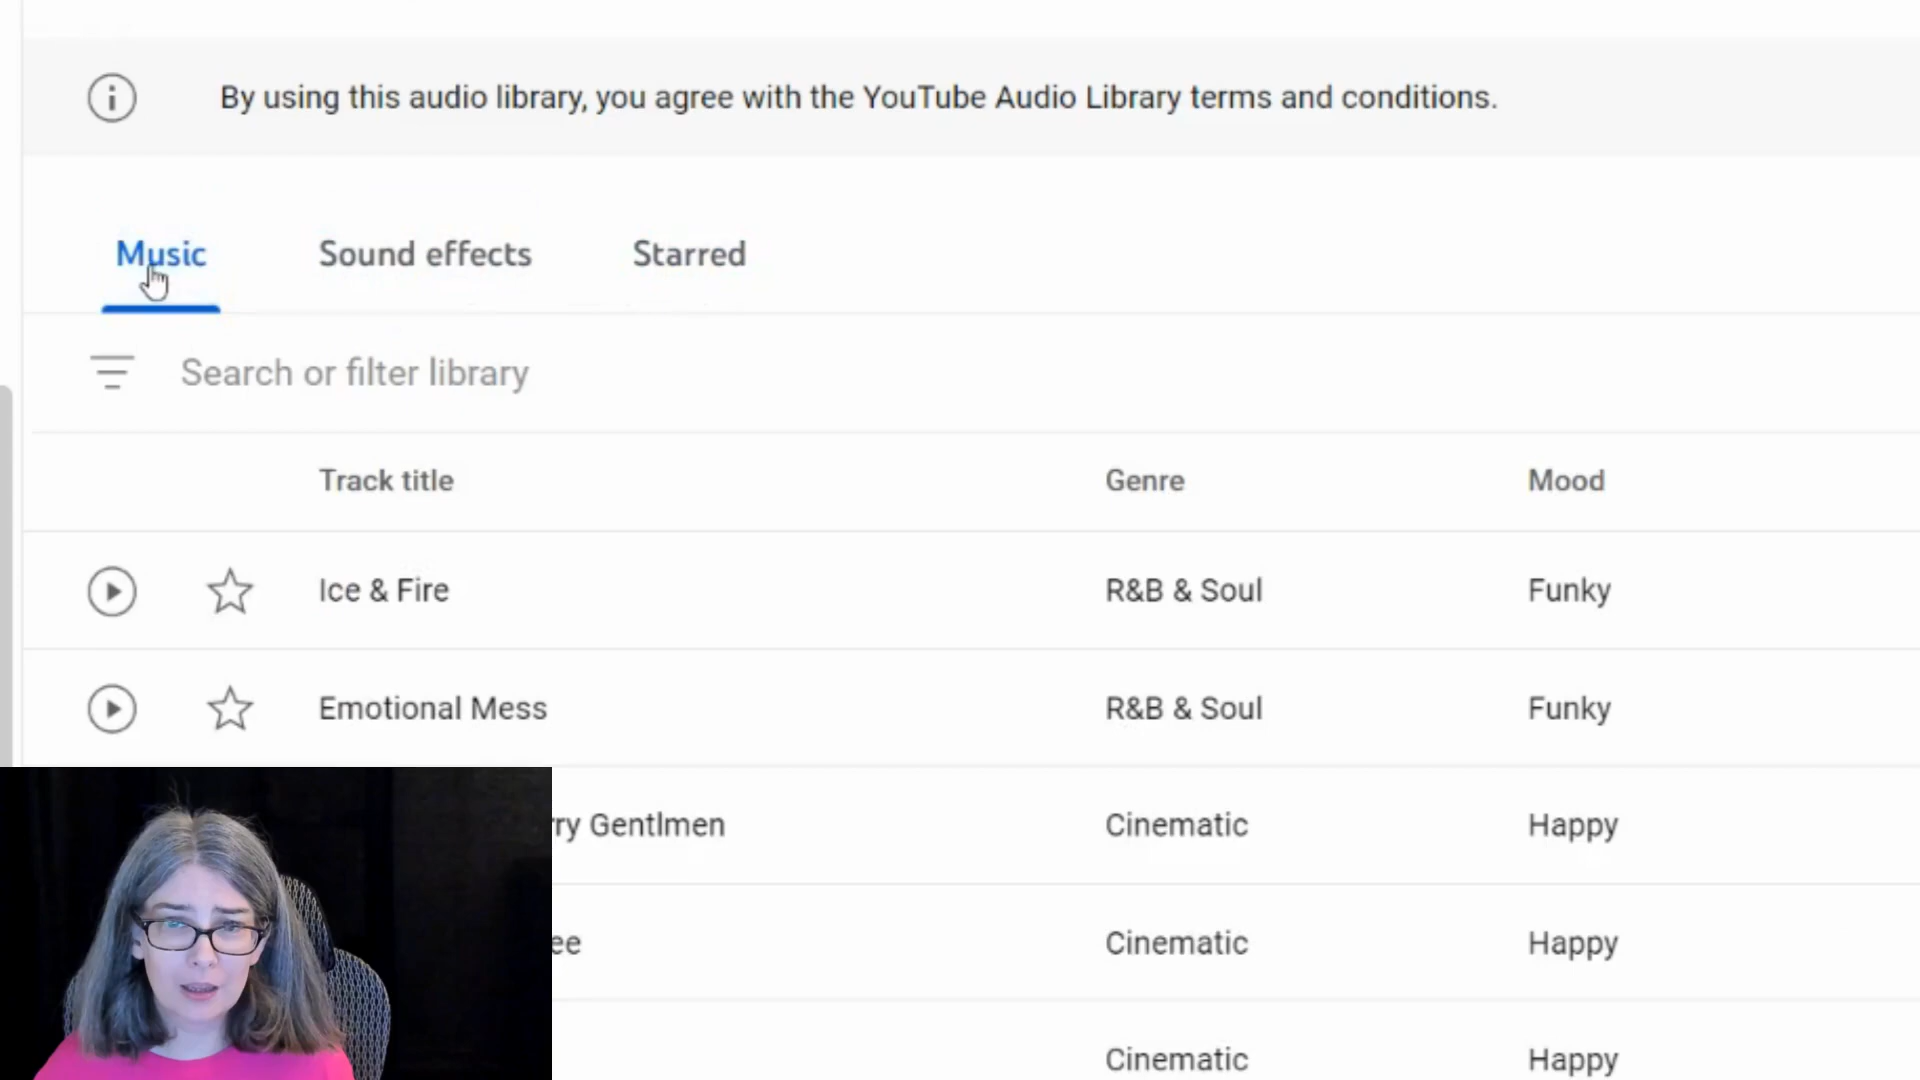 By using this audio library, you agree with the YouTube Audio Library terms and conditions.
Music Sound effects Starred
Search or filter library
Track title Genre Mood
Ice & Fire R&B & Soul Funky
Emotional Mess R&B & Soul Funky
Gentlmen Cinematic Happy
Cinematic Happy
Cinematic Happy